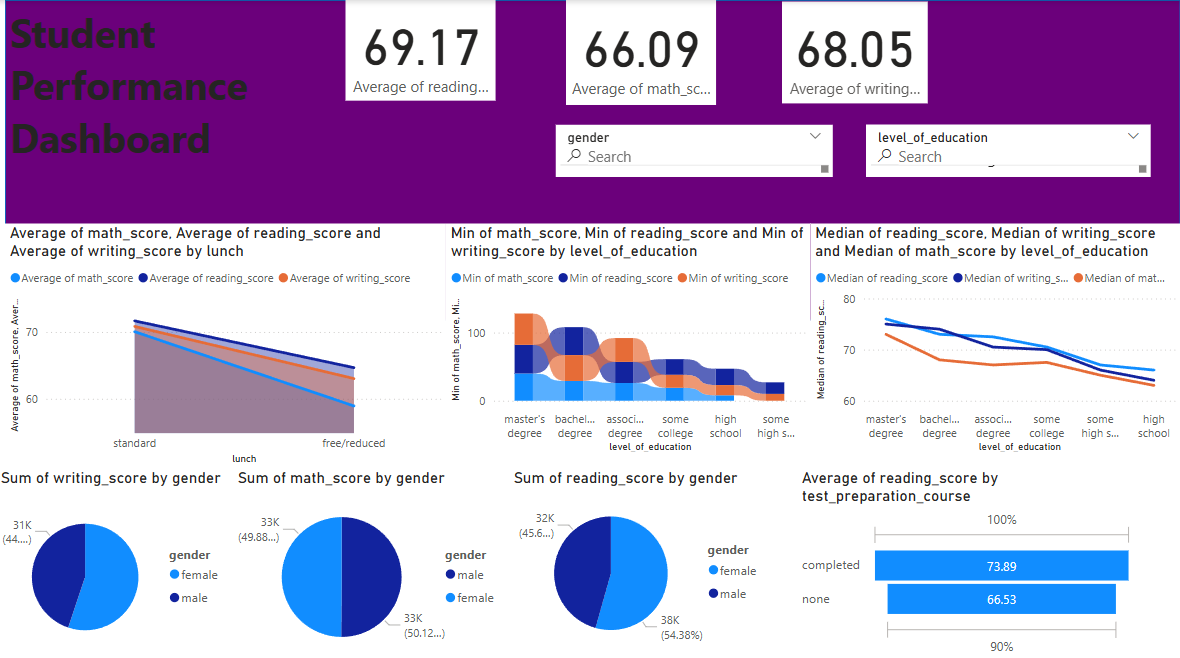 Student
Performance
Dashboard
69.17
Average of reading...
66.09
Average of math_sc...
68.05
Average of writing...
gender
Search
level_of_education
Search
Average of math_score, Average of reading_score and
Average of writing_score by lunch
Average of math_score Average of reading_score Average of writing_score
Average of math_score, Aver...
70
60
standard free/reduced
lunch
Min of math_score, Min of reading_score and Min of
writing_score by level_of_education
Min of math_score Min of reading_score Min of writing_score
Min of math_score, Mi...
100
0
master's bachel... associ... some high some
degree degree degree college school high s...
level_of_education
Median of reading_score, Median of writing_score
and Median of math_score by level_of_education
Median of reading_score Median of writing_s... Median of mat...
Median of reading_sc...
80
70
60
master's bachel... associ... some some high
degree degree degree college high s... school
level_of_education
Sum of writing_score by gender
31K
(44....)
gender
female
male
Sum of math_score by gender
33K
(49.88...)
33K
(50.12...)
gender
male
female
Sum of reading_score by gender
32K
(45.6...)
38K
(54.38%)
gender
female
male
Average of reading_score by
test_preparation_course
100%
completed 73.89
none 66.53
90%